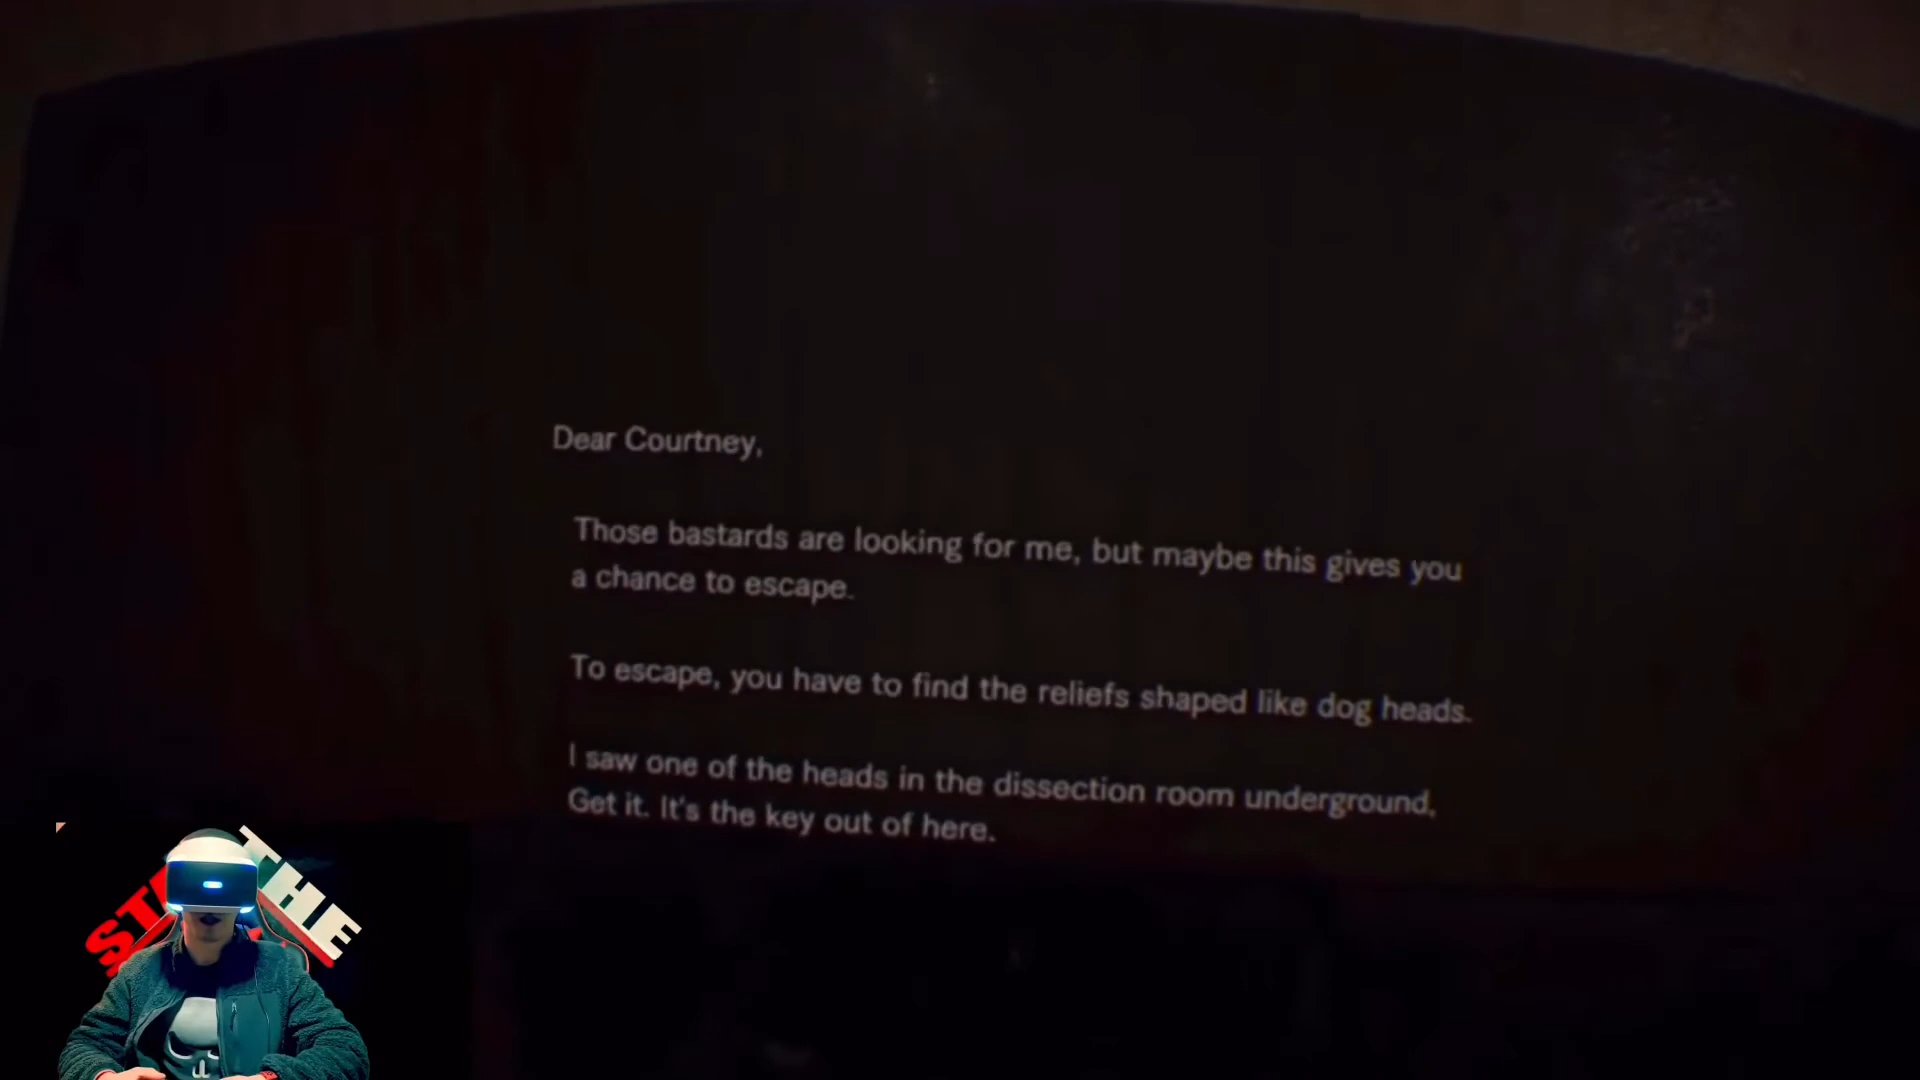 Dear Courtney,
Those bastards are looking for me, but maybe this gives you
a chance to escape.
To escape, you have to find the reliefs shaped like dog heads.
I saw one of the heads in the dissection room underground.
Get it. It's the key out of here.
THE